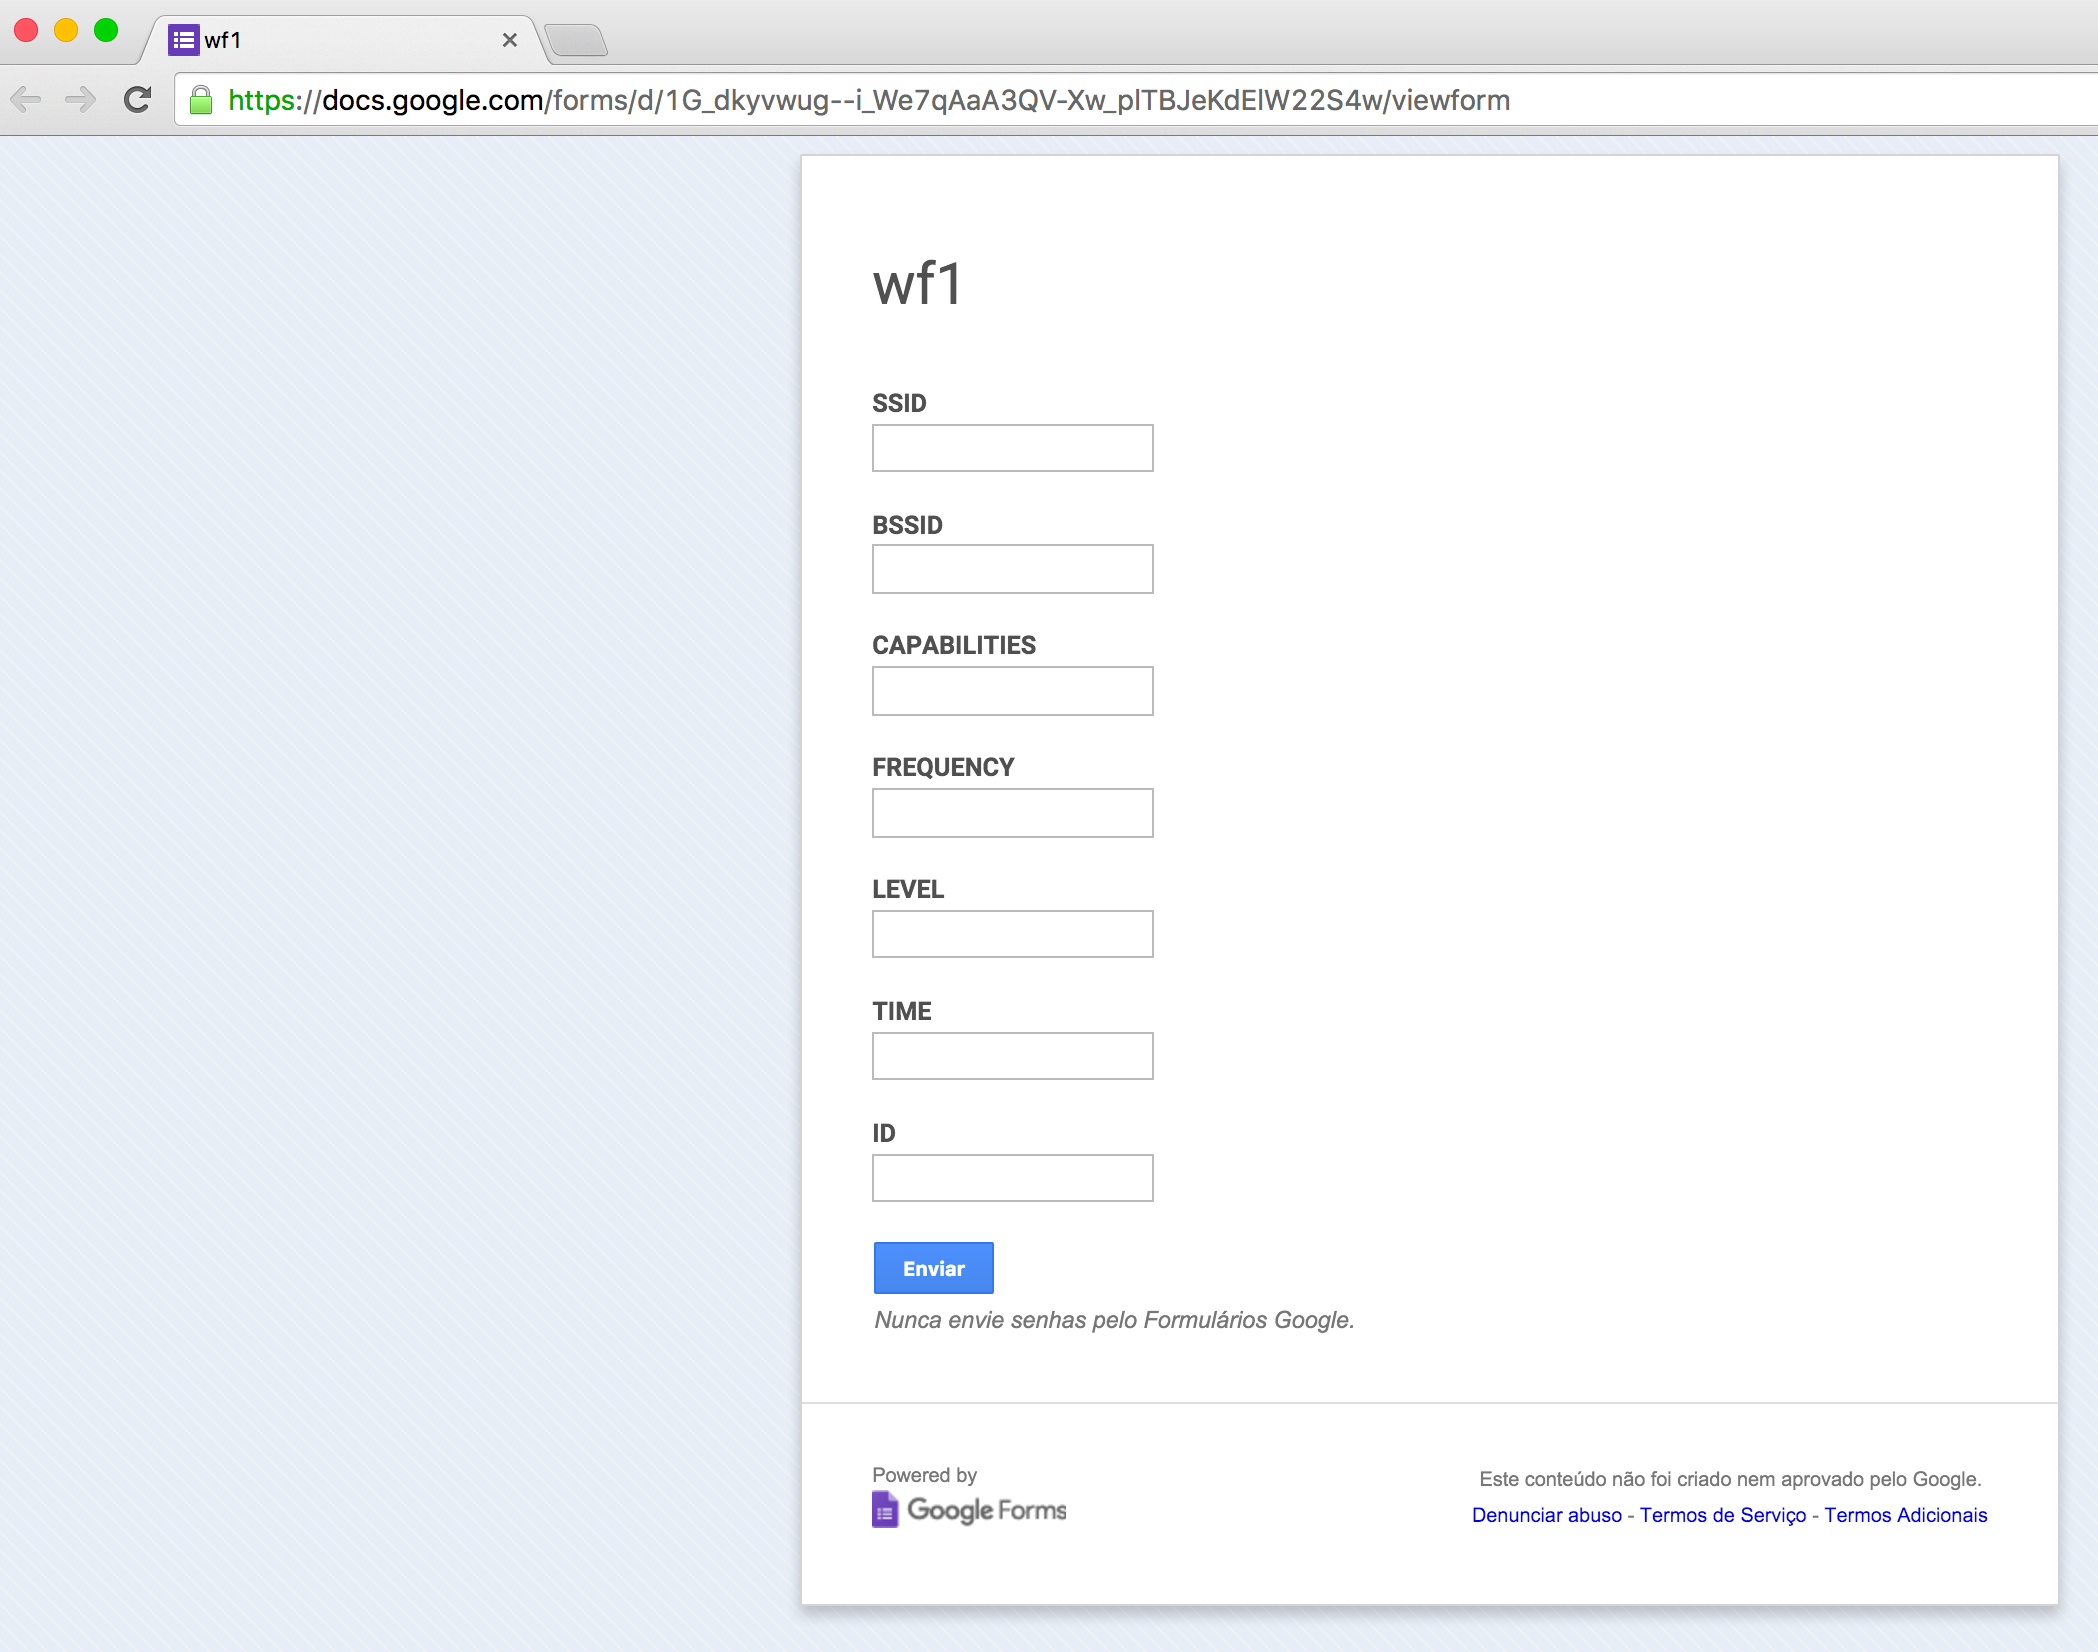 wf1
https://docs.google.com/forms/d/1G_dkyvwug--i_We7qAaA3QV-Xw_plTBJeKdElW22S4w/viewform
wf1
SSID
BSSID
CAPABILITIES
FREQUENCY
LEVEL
TIME
ID
Enviar
Nunca envie senhas pelo Formulários Google.
Powered by
Google Forms
Este conteúdo não foi criado nem aprovado pelo Google.
Denunciar abuso - Termos de Serviço - Termos Adicionais